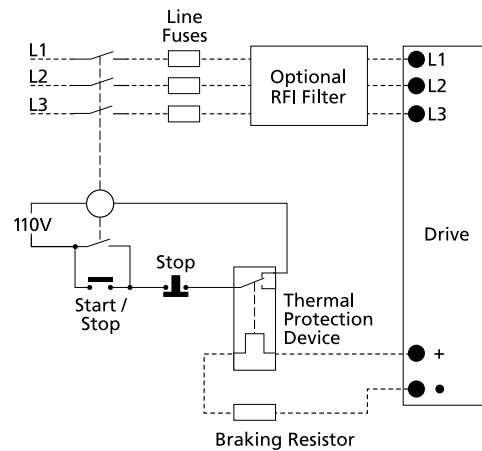 Line
Fuses
L1
L2
L3
Optional
RFI Filter
L1
L2
L3
110V
Drive
Stop
Start /
Stop
Thermal
Protection
Device
+
Braking Resistor